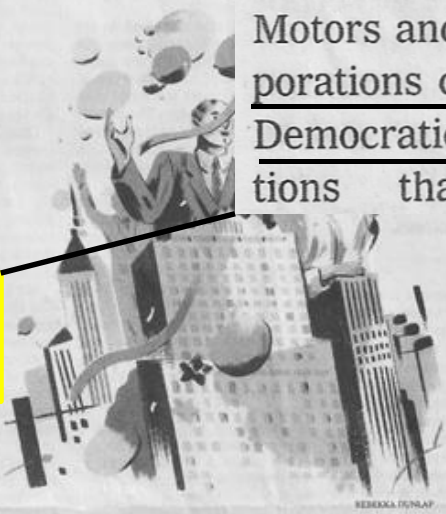 Motors and
porations c
Democratic
tions tha
REBEKKA DUNLAP